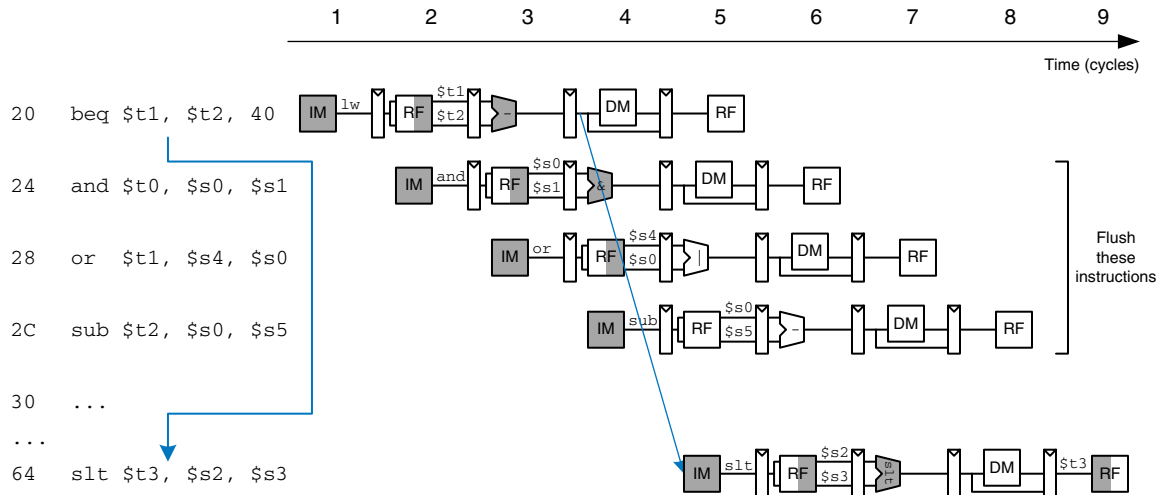 1 2 3 4 5 6 7 8 9
Time (cycles)
20 beq $t1, $t2, 40 IM lw RF $t1 $t2 - DM RF
24 and $t0, $s0, $s1 IM and RF $s0 $s1 & DM RF
28 or $t1, $s4, $s0 IM or RF $s4 $s0 | DM RF
2C sub $t2, $s0, $s5 IM sub RF $s0 $s5 - DM RF
Flush
these
instructions
30 ...
...
64 slt $t3, $s2, $s3 IM slt RF $s2 $s3 slt DM $t3 RF